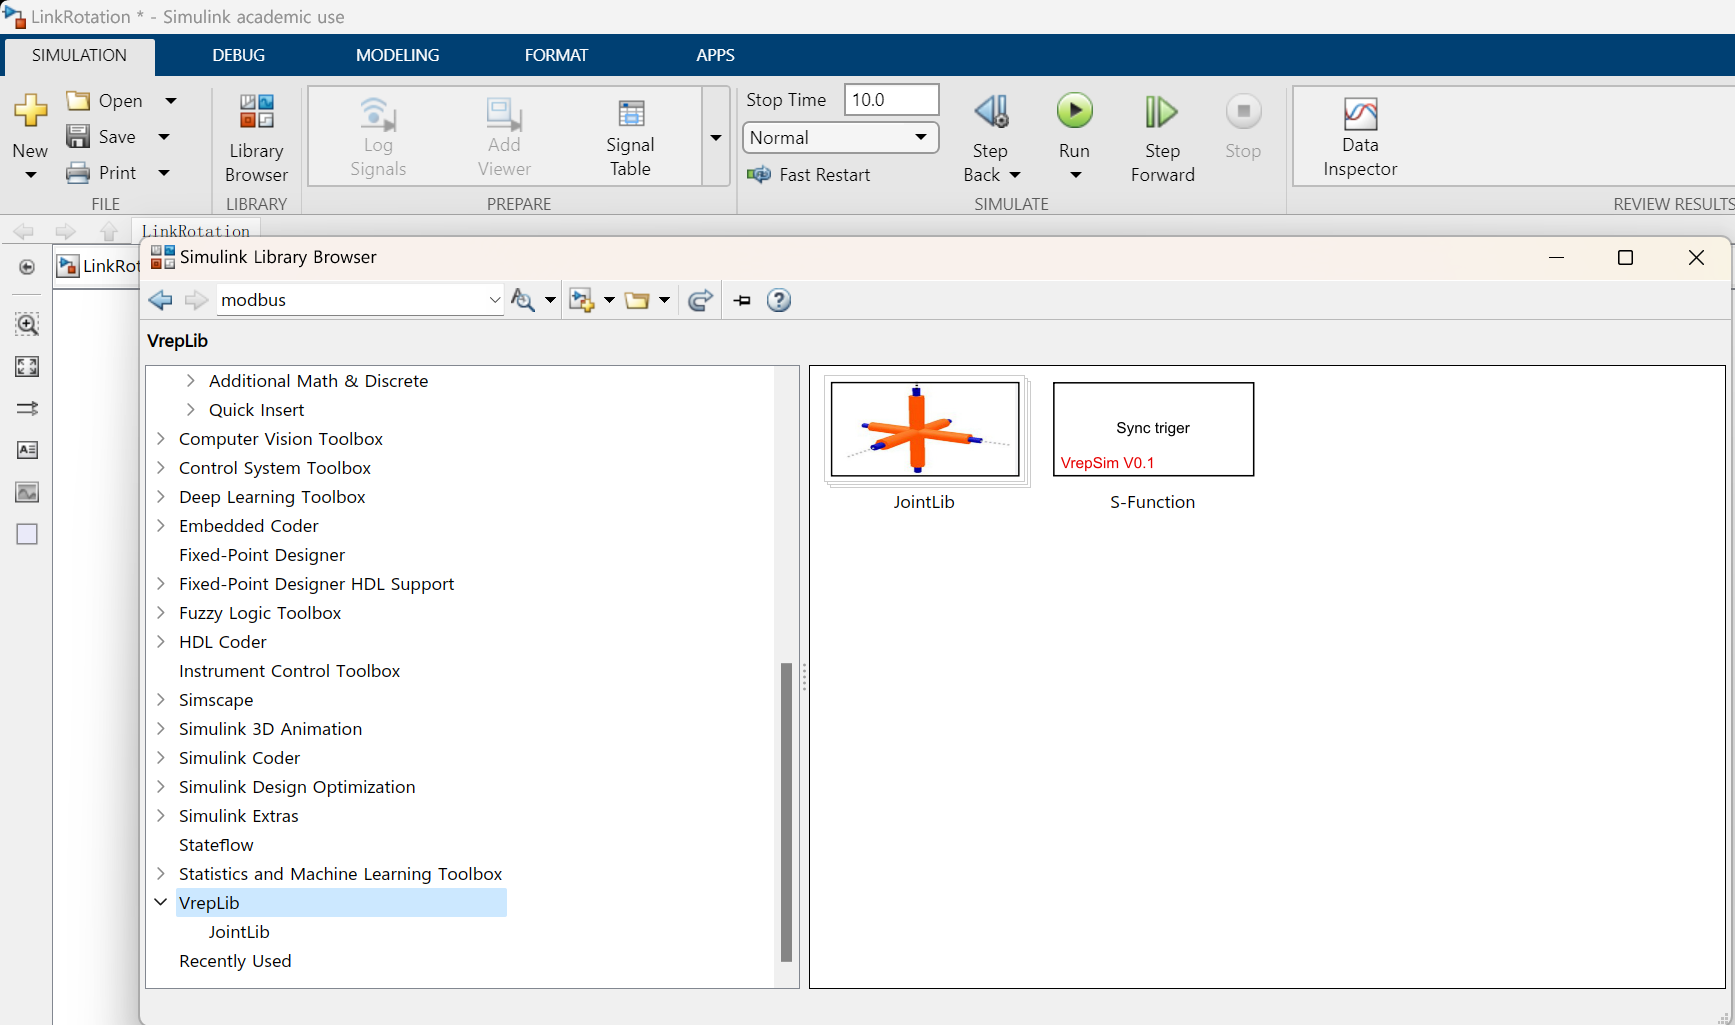 LinkRotation * - Simulink academic use
SIMULATION DEBUG MODELING FORMAT APPS
New
Open
Save
Print
FILE
Library
Browser
LIBRARY
Log
Signals
Add
Viewer
Signal
Table
PREPARE
Stop Time 10.0
Normal
Fast Restart
Step
Back
Run
Step
Forward
Stop
SIMULATE
Data
Inspector
REVIEW RESULTS
LinkRotation
LinkRot
Simulink Library Browser
modbus
VrepLib
Additional Math & Discrete
Quick Insert
Computer Vision Toolbox
Control System Toolbox
Deep Learning Toolbox
Embedded Coder
Fixed-Point Designer
Fixed-Point Designer HDL Support
Fuzzy Logic Toolbox
HDL Coder
Instrument Control Toolbox
Simscape
Simulink 3D Animation
Simulink Coder
Simulink Design Optimization
Simulink Extras
Stateflow
Statistics and Machine Learning Toolbox
VrepLib
JointLib
Recently Used
JointLib
Sync triger
VrepSim V0.1
S-Function